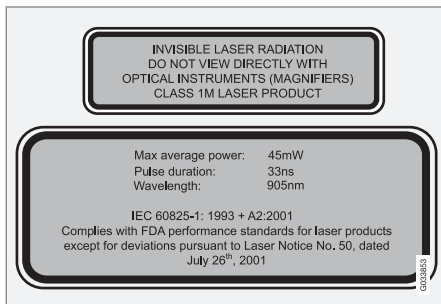 INVISIBLE LASER RADIATION
DO NOT VIEW DIRECTLY WITH
OPTICAL INSTRUMENTS (MAGNIFIERS)
CLASS 1M LASER PRODUCT
Max average power: 45mW
Pulse duration: 33ns
Wavelength: 905nm
IEC 60825-1: 1993 + A2:2001
Complies with FDA performance standards for laser products
except for deviations pursuant to Laser Notice No. 50, dated
July 26th, 2001
G033853